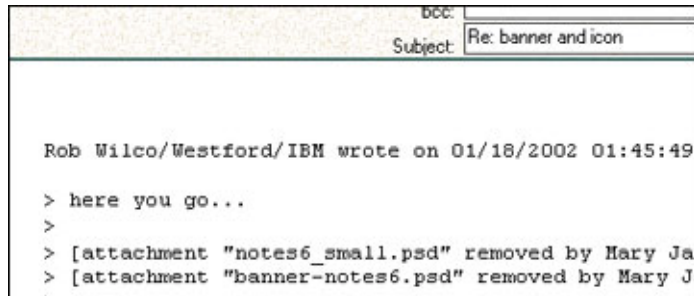 bcc:
Subject: Re: banner and icon
Rob Wilco/Westford/IBM wrote on 01/18/2002 01:45:49
> here you go...
>
> [attachment "notes6_small.psd" removed by Mary Ja
> [attachment "banner-notes6.psd" removed by Mary J